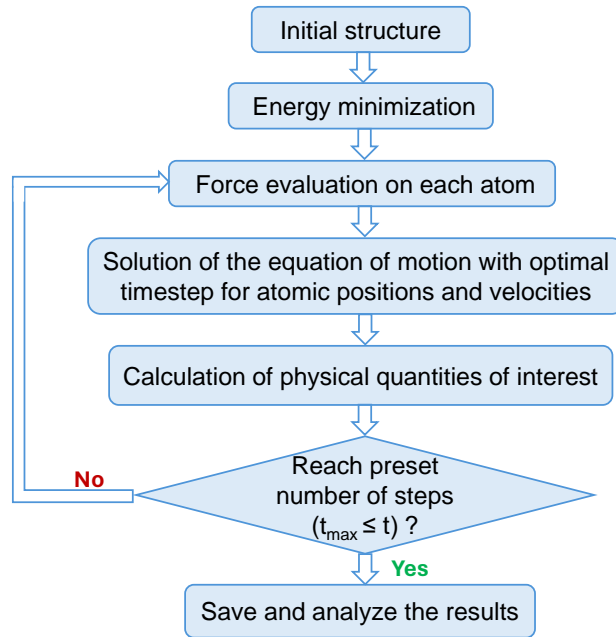 Initial structure
Energy minimization
Force evaluation on each atom
Solution of the equation of motion with optimal
timestep for atomic positions and velocities
Calculation of physical quantities of interest
Reach preset
number of steps
(tmax ≤ t) ?
No
Yes
Save and analyze the results